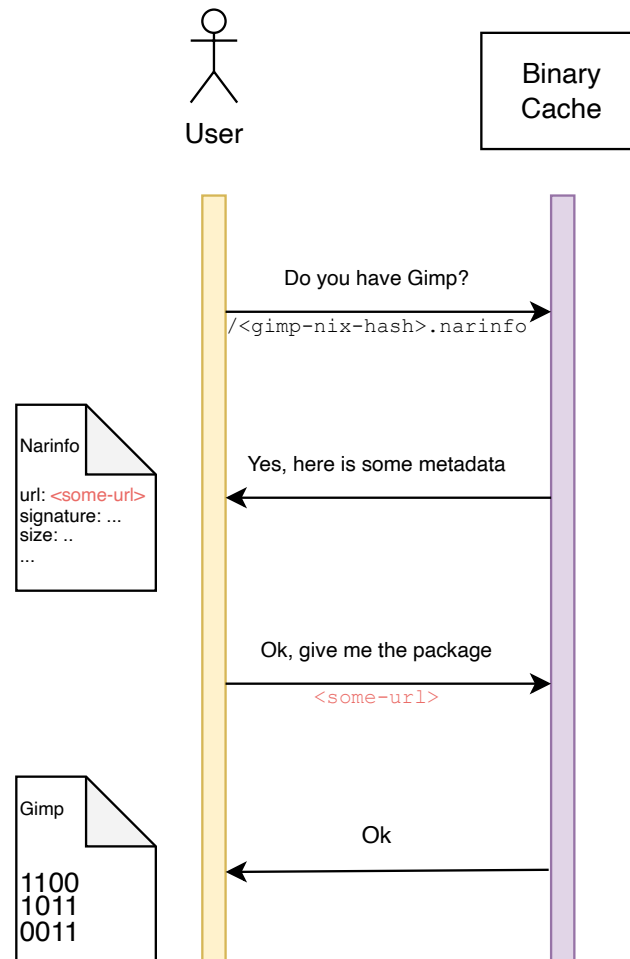 User
Binary
Cache
Do you have Gimp?
/<gimp-nix-hash>.narinfo
Narinfo
url: <some-url>
signature: ...
size: ..
...
Yes, here is some metadata
Ok, give me the package
<some-url>
Gimp
1100
1011
0011
Ok